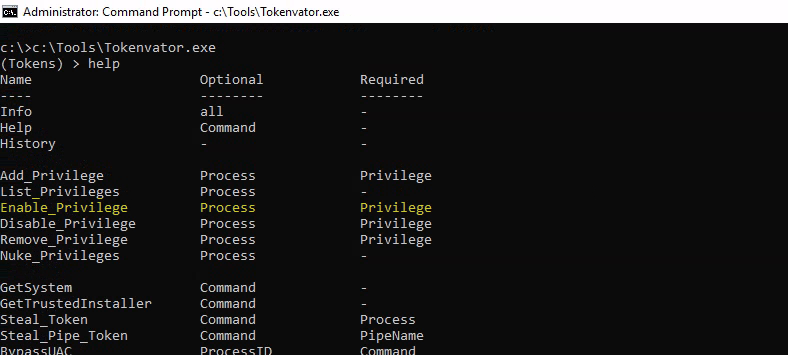 Administrator: Command Prompt - c:\Tools\Tokenvator.exe
c:\>c:\Tools\Tokenvator.exe
(Tokens) > help
Name Optional Required
---- -------- --------
Info all -
Help Command -
History - -
Add_Privilege Process Privilege
List_Privileges Process -
Enable_Privilege Process Privilege
Disable_Privilege Process Privilege
Remove_Privilege Process Privilege
Nuke_Privileges Process -
GetSystem Command -
GetTrustedInstaller Command -
Steal_Token Command Process
Steal_Pipe_Token Command PipeName
BypassUAC ProcessID Command